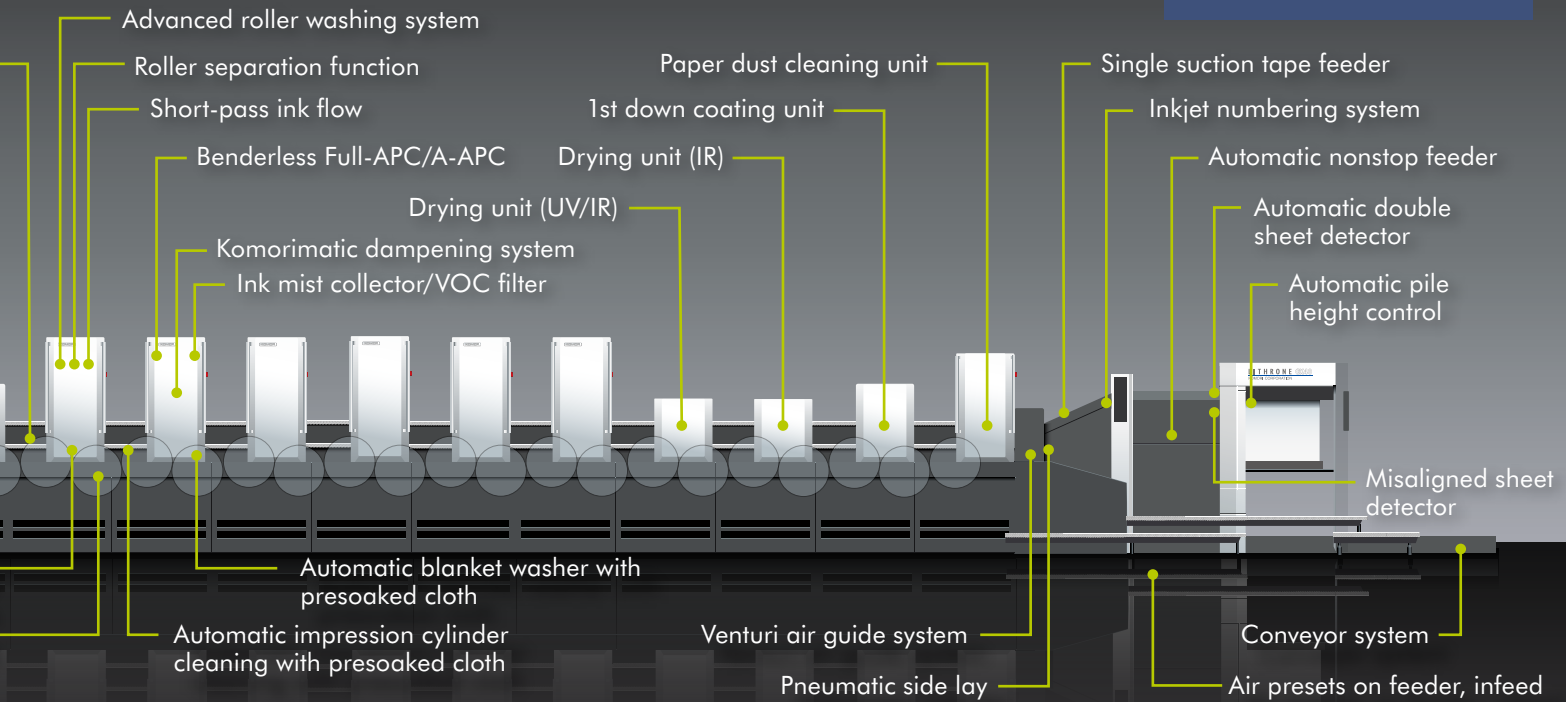 Advanced roller washing system
Roller separation function
Short-pass ink flow
Benderless Full-APC/A-APC
Komorimatic dampening system
Ink mist collector/VOC filter
Paper dust cleaning unit
1st down coating unit
Drying unit (IR)
Drying unit (UV/IR)
Single suction tape feeder
Inkjet numbering system
Automatic nonstop feeder
Automatic double
sheet detector
Automatic pile
height control
Misaligned sheet
detector
Automatic blanket washer with
presoaked cloth
Automatic impression cylinder
cleaning with presoaked cloth
Venturi air guide system
Pneumatic side lay
Conveyor system
Air presets on feeder, infeed